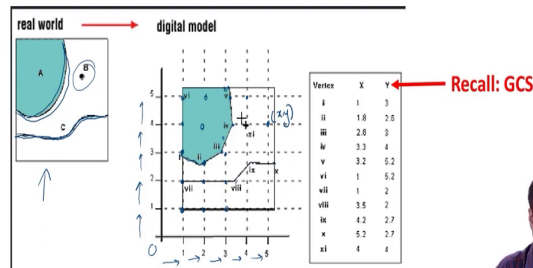 real world
digital model
A
B
C
5
4
3
2
1
0
1 2 3 4 5
xi
v
(x,y)
iv
xi
iii
i
ii
ix
x
vii
viii
Vertex X Y
i 1 3
ii 1.8 2.6
iii 2.8 3
iv 3.3 4
v 3.2 5.2
vi 1 5.2
vii 1 2
viii 3.5 2
ix 4.2 2.7
x 5.2 2.7
xi 4 4
Recall: GCS